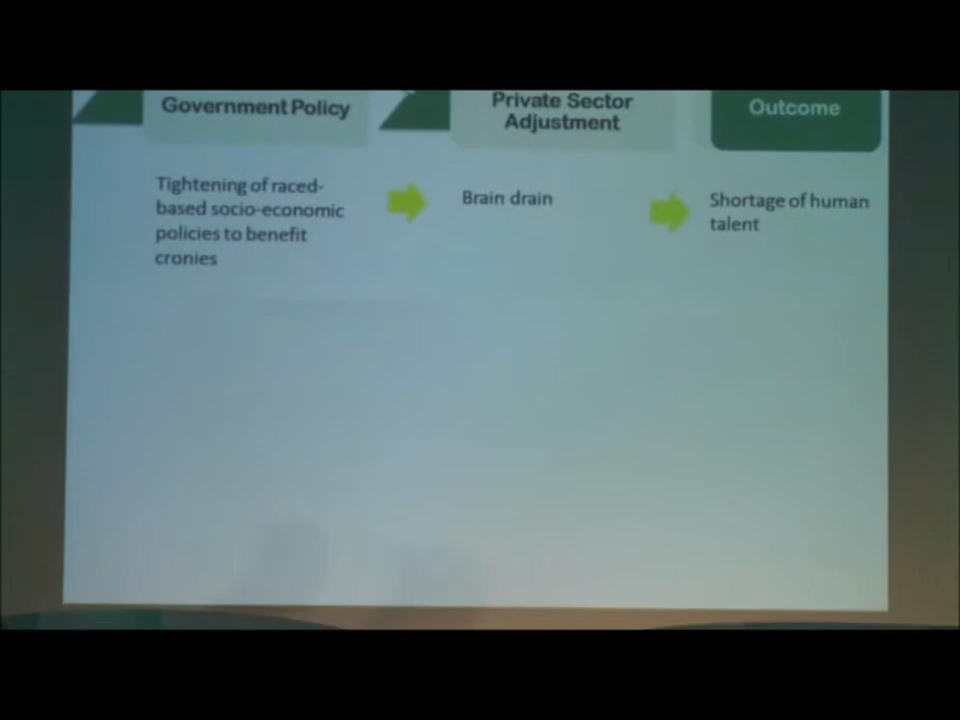 Government Policy
Private Sector
Adjustment
Outcome
Tightening of raced-
based socio-economic
policies to benefit
cronies
Brain drain
Shortage of human
talent